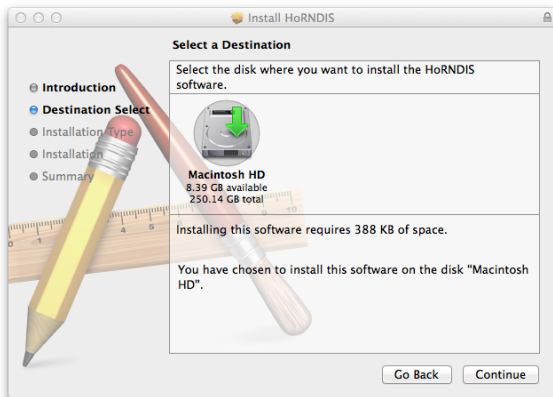 Install HoRNDIS
Select a Destination
Introduction
Destination Select
Installation Type
Installation
Summary
Select the disk where you want to install the HoRNDIS
software.
Macintosh HD
8.39 GB available
250.14 GB total
Installing this software requires 388 KB of space.
You have chosen to install this software on the disk "Macintosh
HD".
Go Back
Continue